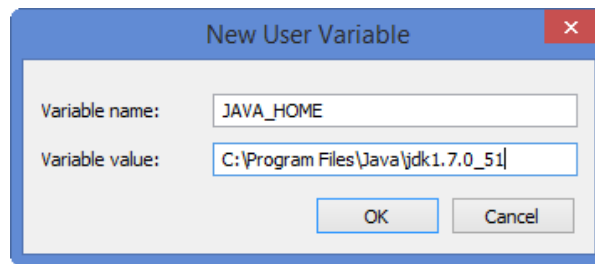 New User Variable
Variable name: JAVA_HOME
Variable value: C:\Program Files\Java\jdk1.7.0_51
OK Cancel